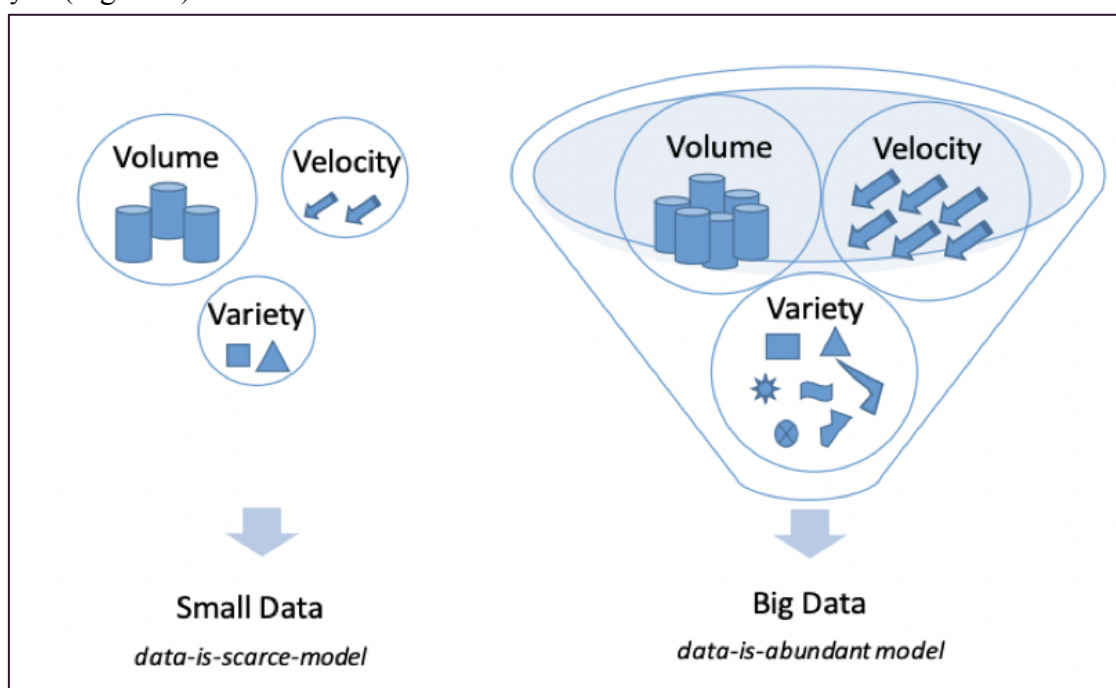 Volume
Velocity
Variety
Small Data
data-is-scarce-model
Volume
Velocity
Variety
Big Data
data-is-abundant model